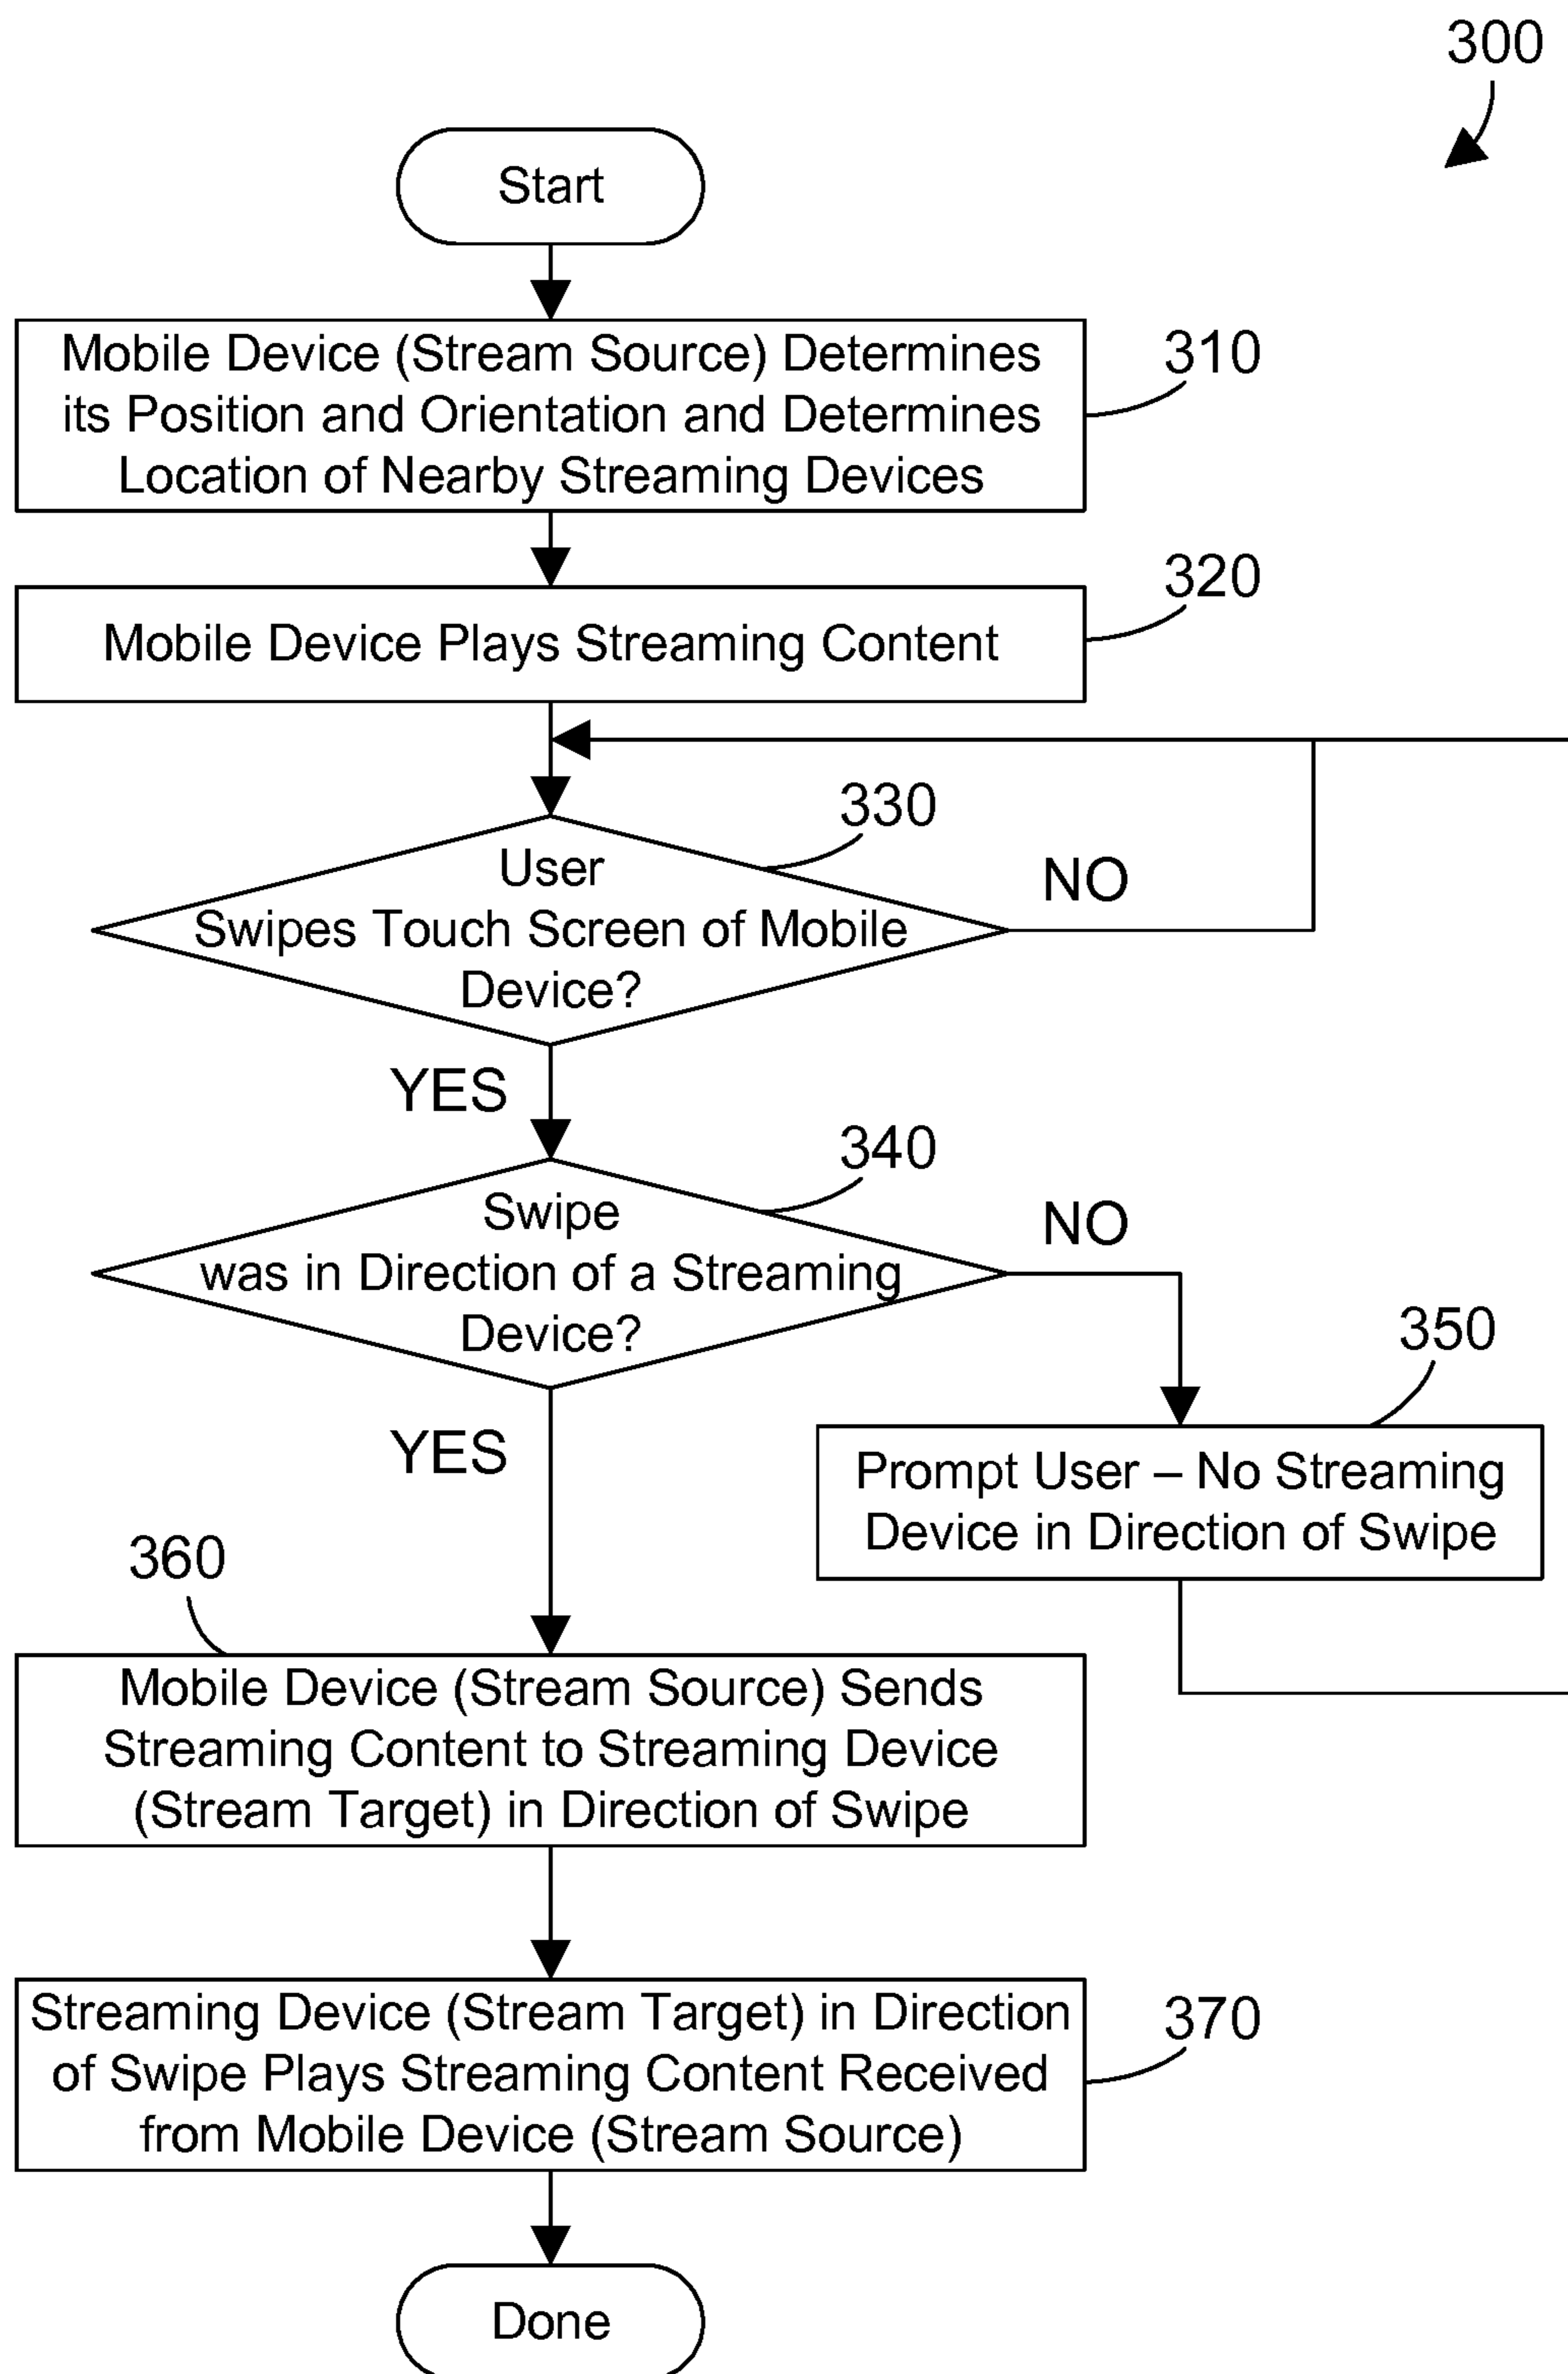 300
Start
Mobile Device (Stream Source) Determines
its Position and Orientation and Determines
Location of Nearby Streaming Devices
310
Mobile Device Plays Streaming Content
320
User
Swipes Touch Screen of Mobile
Device?
330
NO
YES
Swipe
was in Direction of a Streaming
Device?
340
NO
YES
Prompt User – No Streaming
Device in Direction of Swipe
350
360
Mobile Device (Stream Source) Sends
Streaming Content to Streaming Device
(Stream Target) in Direction of Swipe
Streaming Device (Stream Target) in Direction
of Swipe Plays Streaming Content Received
from Mobile Device (Stream Source)
370
Done